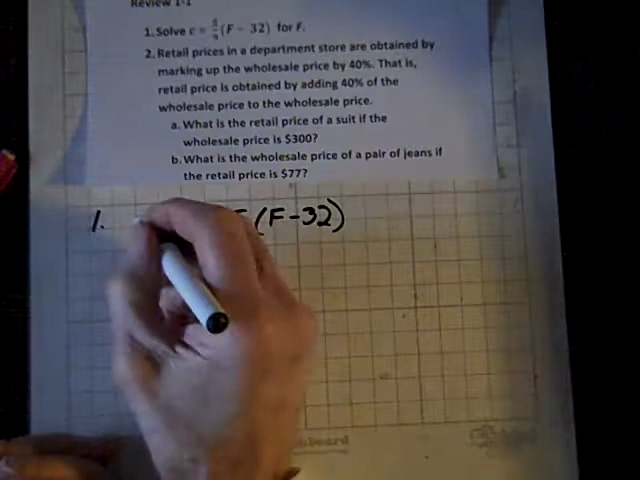 Review 1-1
1. Solve c = 5/9 (F - 32) for F.
2. Retail prices in a department store are obtained by
marking up the wholesale price by 40%. That is,
retail price is obtained by adding 40% of the
wholesale price to the wholesale price.
a. What is the retail price of a suit if the
wholesale price is $300?
b. What is the wholesale price of a pair of jeans if
the retail price is $77?
1. (F-32)